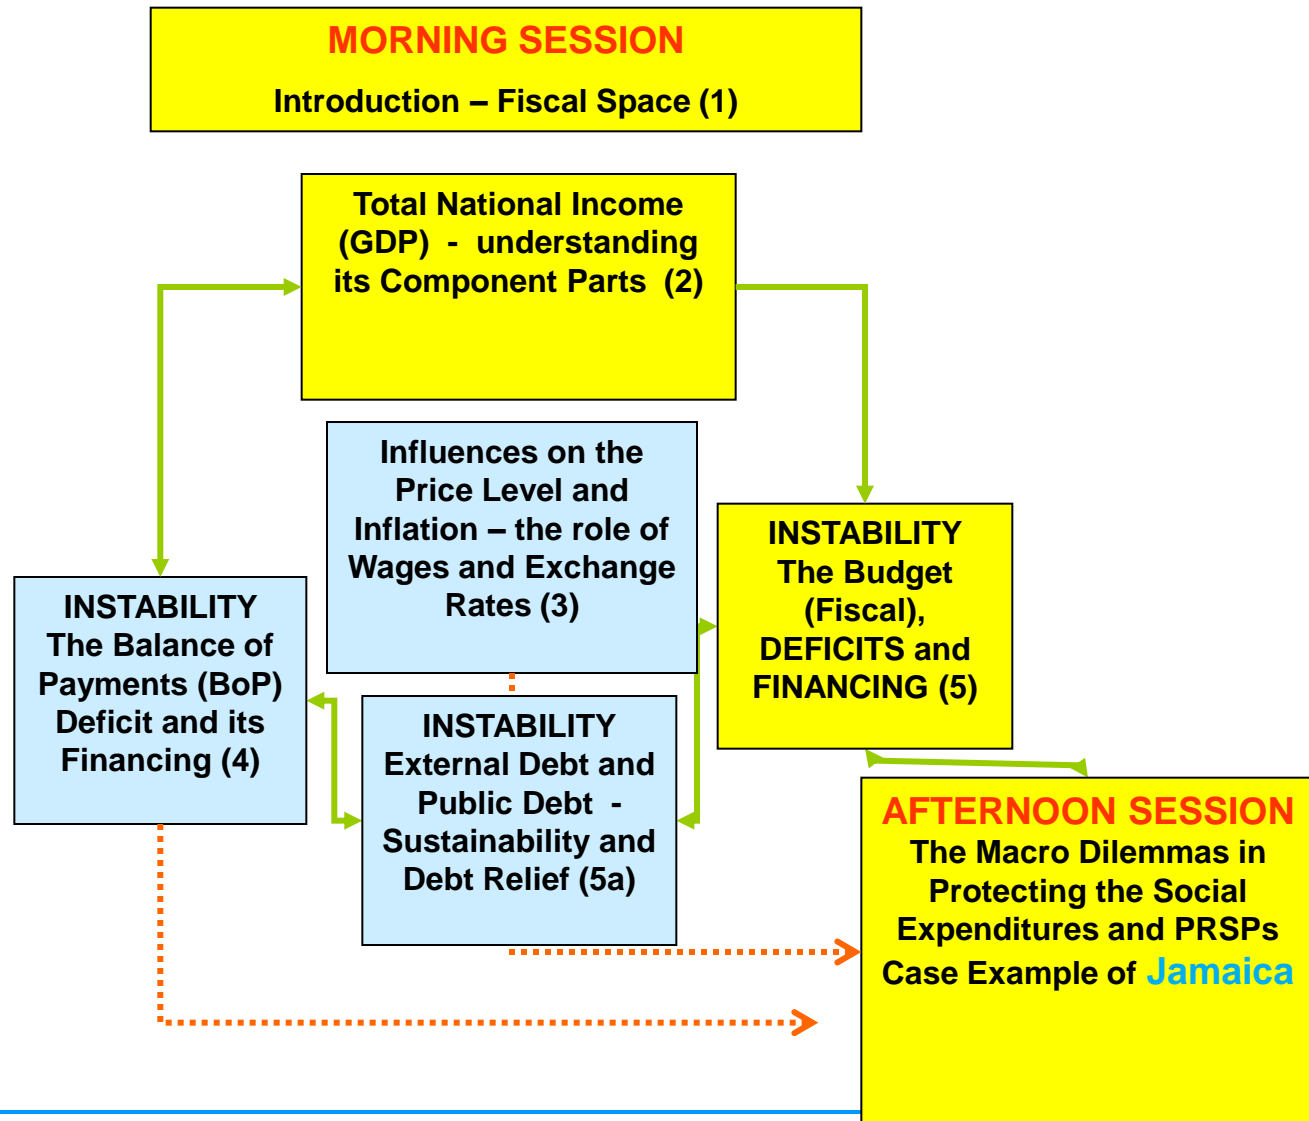 MORNING SESSION
Introduction – Fiscal Space (1)
Total National Income
(GDP) - understanding
its Component Parts (2)
Influences on the
Price Level and
Inflation – the role of
Wages and Exchange
Rates (3)
INSTABILITY
The Budget
(Fiscal),
DEFICITS and
FINANCING (5)
INSTABILITY
The Balance of
Payments (BoP)
Deficit and its
Financing (4)
INSTABILITY
External Debt and
Public Debt -
Sustainability and
Debt Relief (5a)
AFTERNOON SESSION
The Macro Dilemmas in
Protecting the Social
Expenditures and PRSPs
Case Example of Jamaica